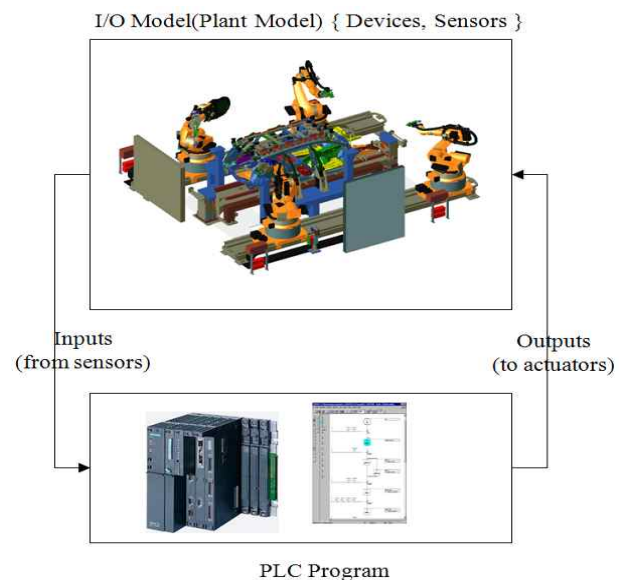 I/O Model(Plant Model) { Devices, Sensors }
Inputs
(from sensors)
Outputs
(to actuators)
PLC Program